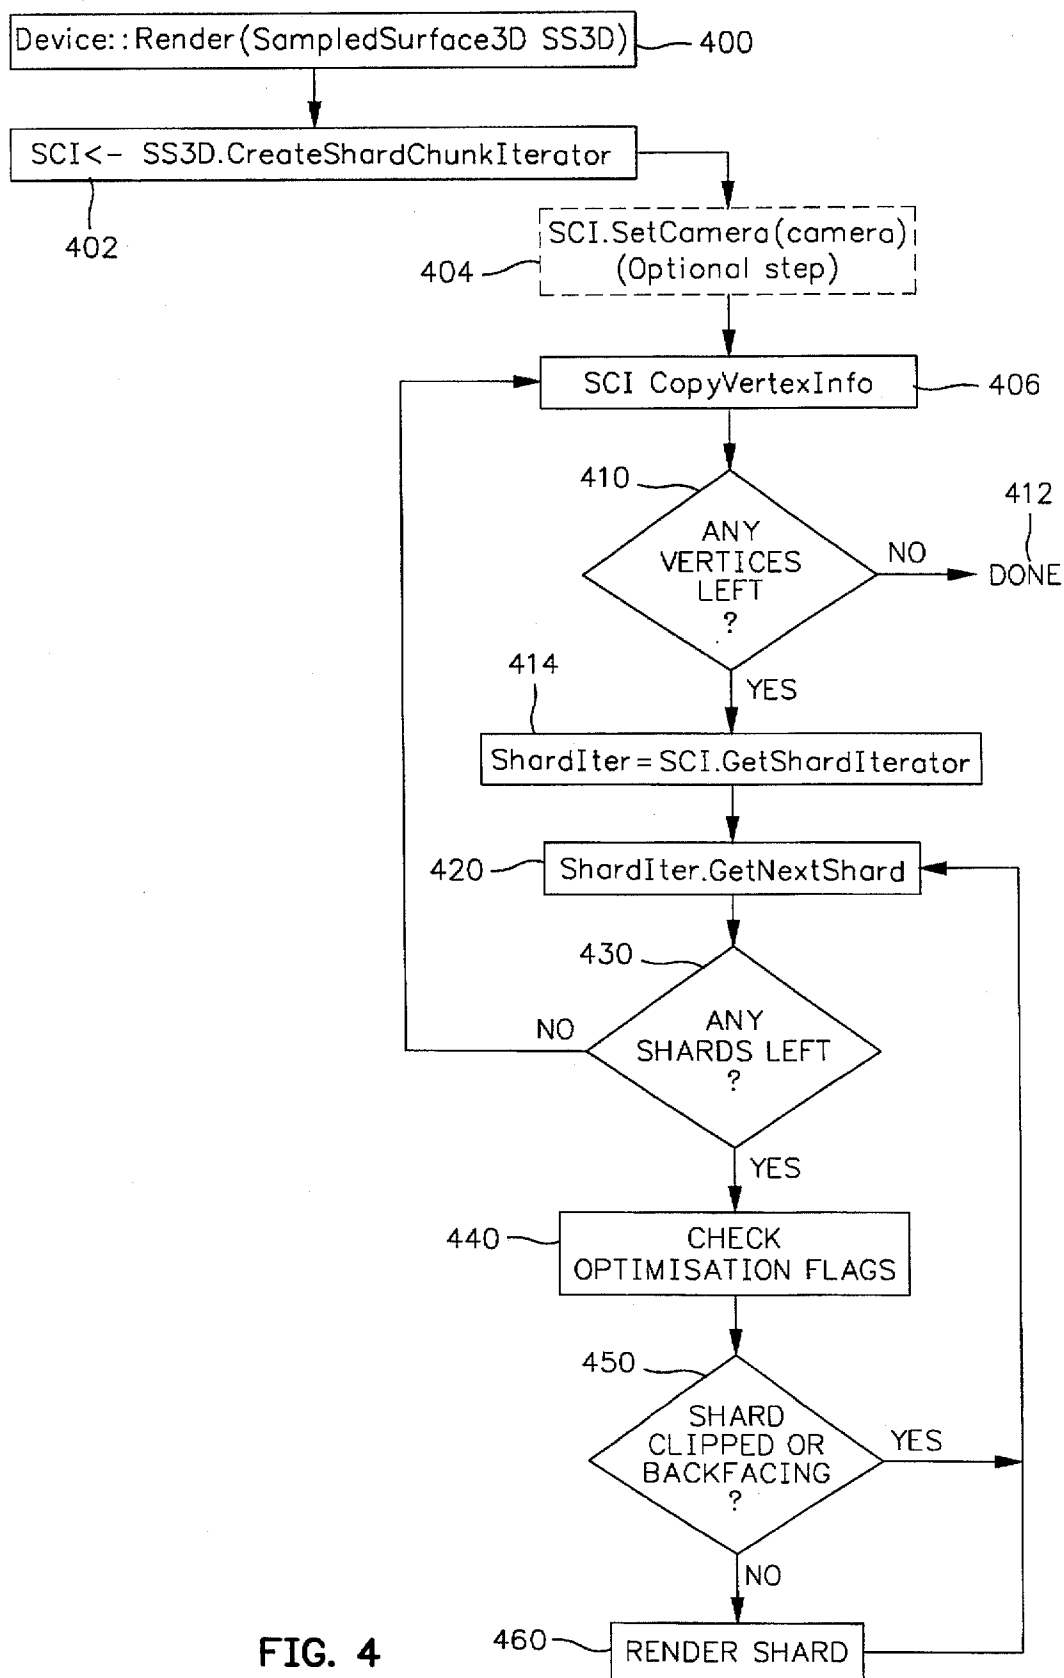 Device::Render(SampledSurface3D SS3D)
400
SCI<- SS3D.CreateShardChunkIterator
402
SCI.SetCamera(camera)
(Optional step)
404
SCI CopyVertexInfo
406
410
ANY
VERTICES
LEFT
?
NO
412
DONE
YES
414
ShardIter=SCI.GetShardIterator
420
ShardIter.GetNextShard
430
ANY
SHARDS LEFT
?
NO
YES
440
CHECK
OPTIMISATION FLAGS
450
SHARD
CLIPPED OR
BACKFACING
?
YES
NO
460
RENDER SHARD
FIG. 4